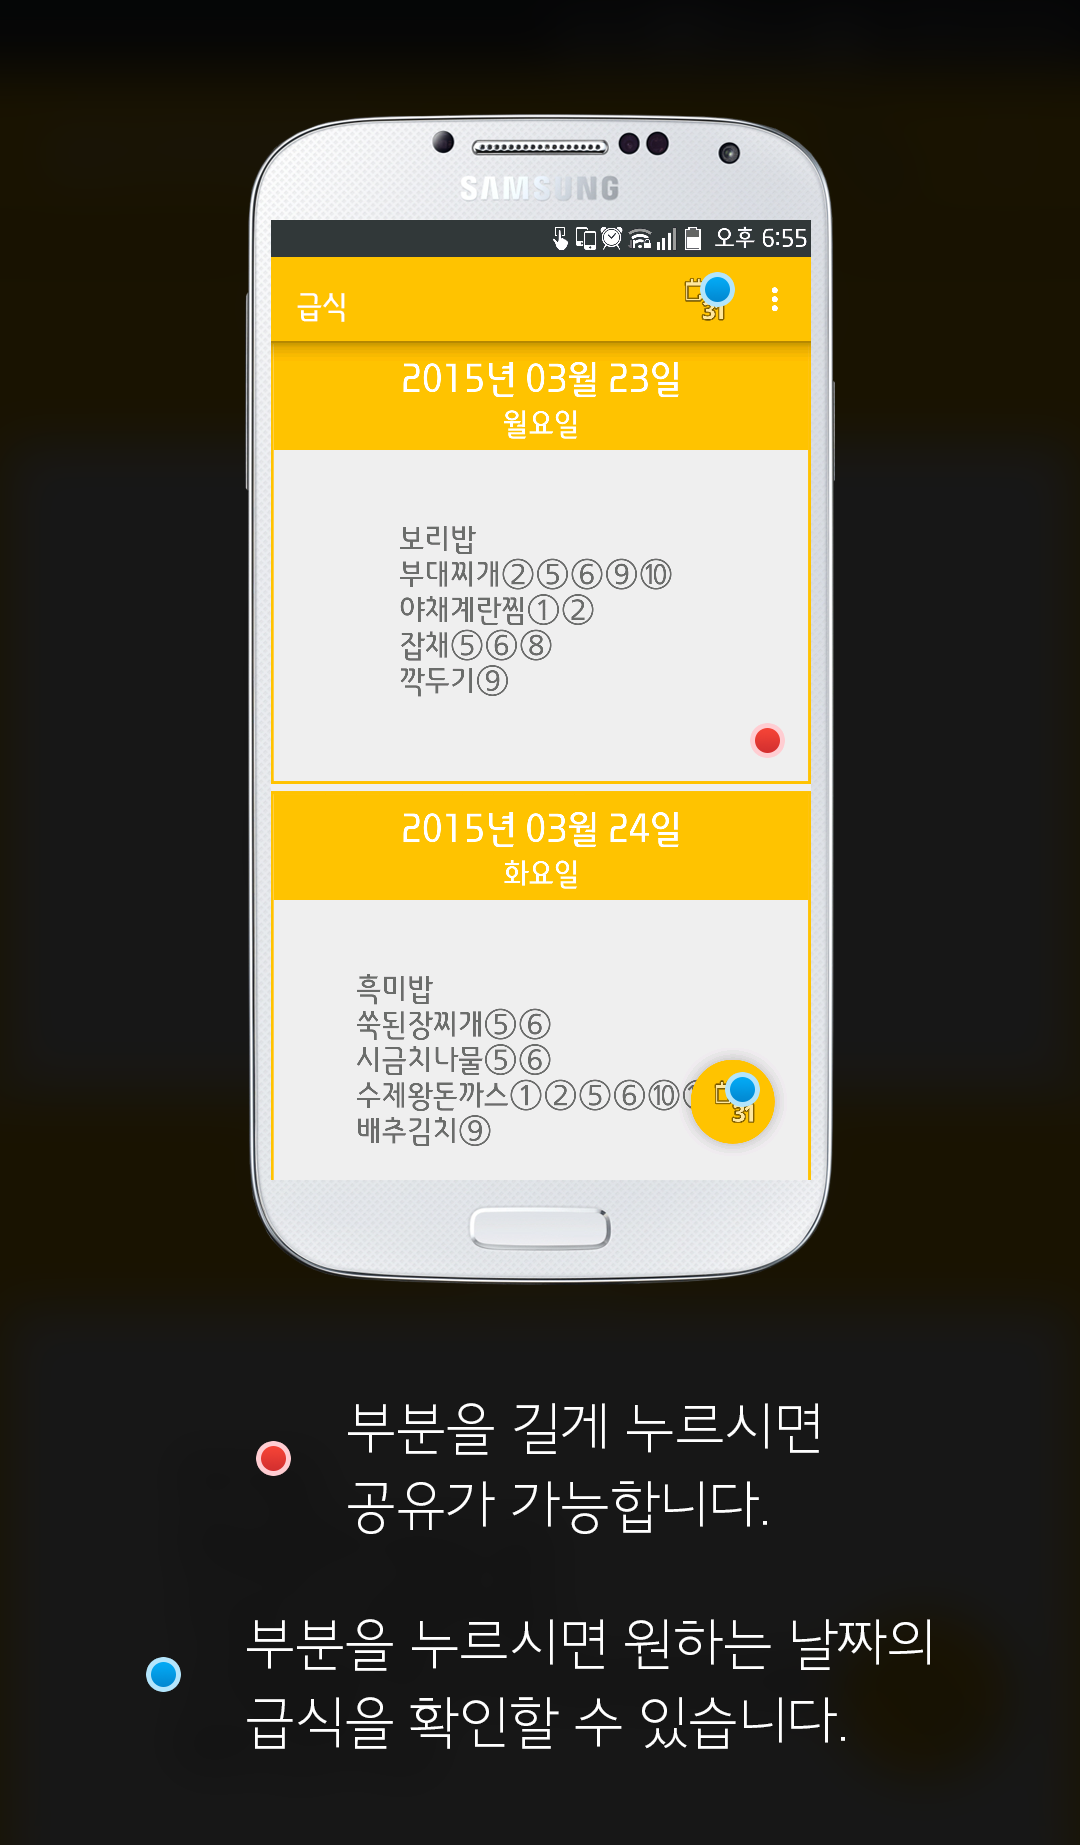 SAMSUNG
오후 6:55
급식
31
2015년 03월 23일
월요일
보리밥
부대찌개②⑤⑥⑨⑩
야채계란찜①②
잡채⑤⑥⑧
깍두기⑨
2015년 03월 24일
화요일
흑미밥
쑥된장찌개⑤⑥
시금치나물⑤⑥
수제왕돈까스①②⑤⑥⑩
31
배추김치⑨
부분을 길게 누르시면
공유가 가능합니다.
부분을 누르시면 원하는 날짜의
급식을 확인할 수 있습니다.